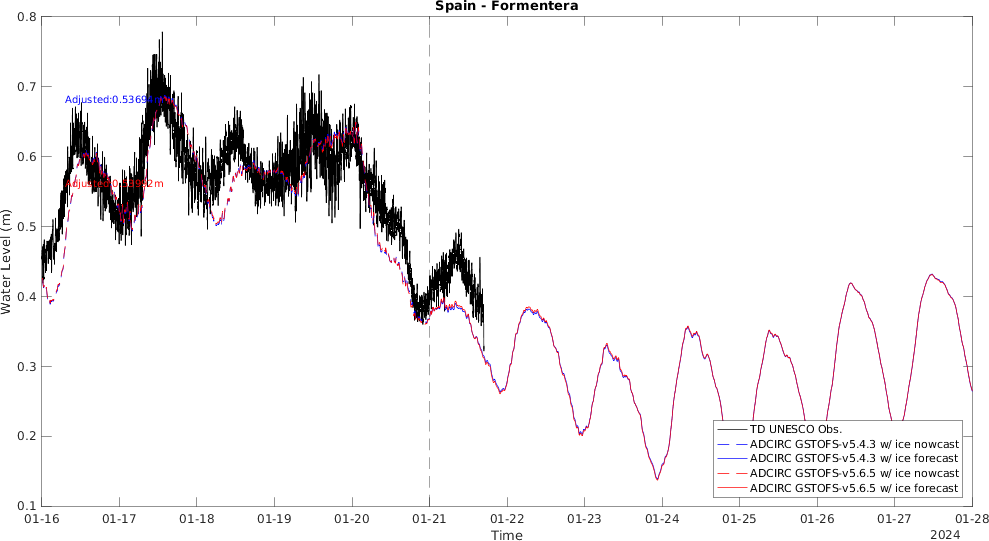 Spain - Formentera
0.8
0.7
0.6
0.5
0.4
0.3
0.2
0.1
Water Level (m)
Adjusted:0.5369
TD UNESCO Obs.
ADCIRC GSTOFS-v5.4.3 w/ ice nowcast
ADCIRC GSTOFS-v5.4.3 w/ ice forecast
ADCIRC GSTOFS-v5.6.5 w/ ice nowcast
ADCIRC GSTOFS-v5.6.5 w/ ice forecast
01-16 01-17 01-18 01-19 01-20 01-21 01-22 01-23 01-24 01-25 01-26 01-27 01-28
Time
2024